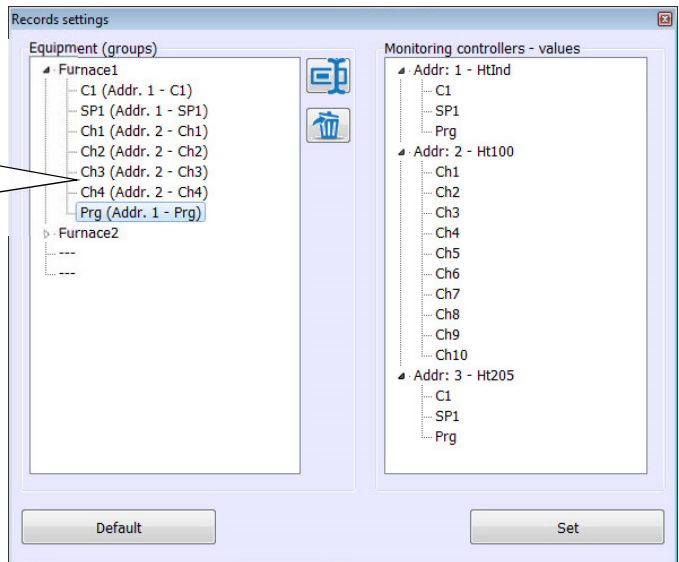 Records settings
Equipment (groups)
Furnace1
C1 (Addr. 1 - C1)
SP1 (Addr. 1 - SP1)
Ch1 (Addr. 2 - Ch1)
Ch2 (Addr. 2 - Ch2)
Ch3 (Addr. 2 - Ch3)
Ch4 (Addr. 2 - Ch4)
Prg (Addr. 1 - Prg)
Furnace2
---
---
Monitoring controllers - values
Addr: 1 - HtInd
C1
SP1
Prg
Addr: 2 - Ht100
Ch1
Ch2
Ch3
Ch4
Ch5
Ch6
Ch7
Ch8
Ch9
Ch10
Addr: 3 - Ht205
C1
SP1
Prg
Default
Set